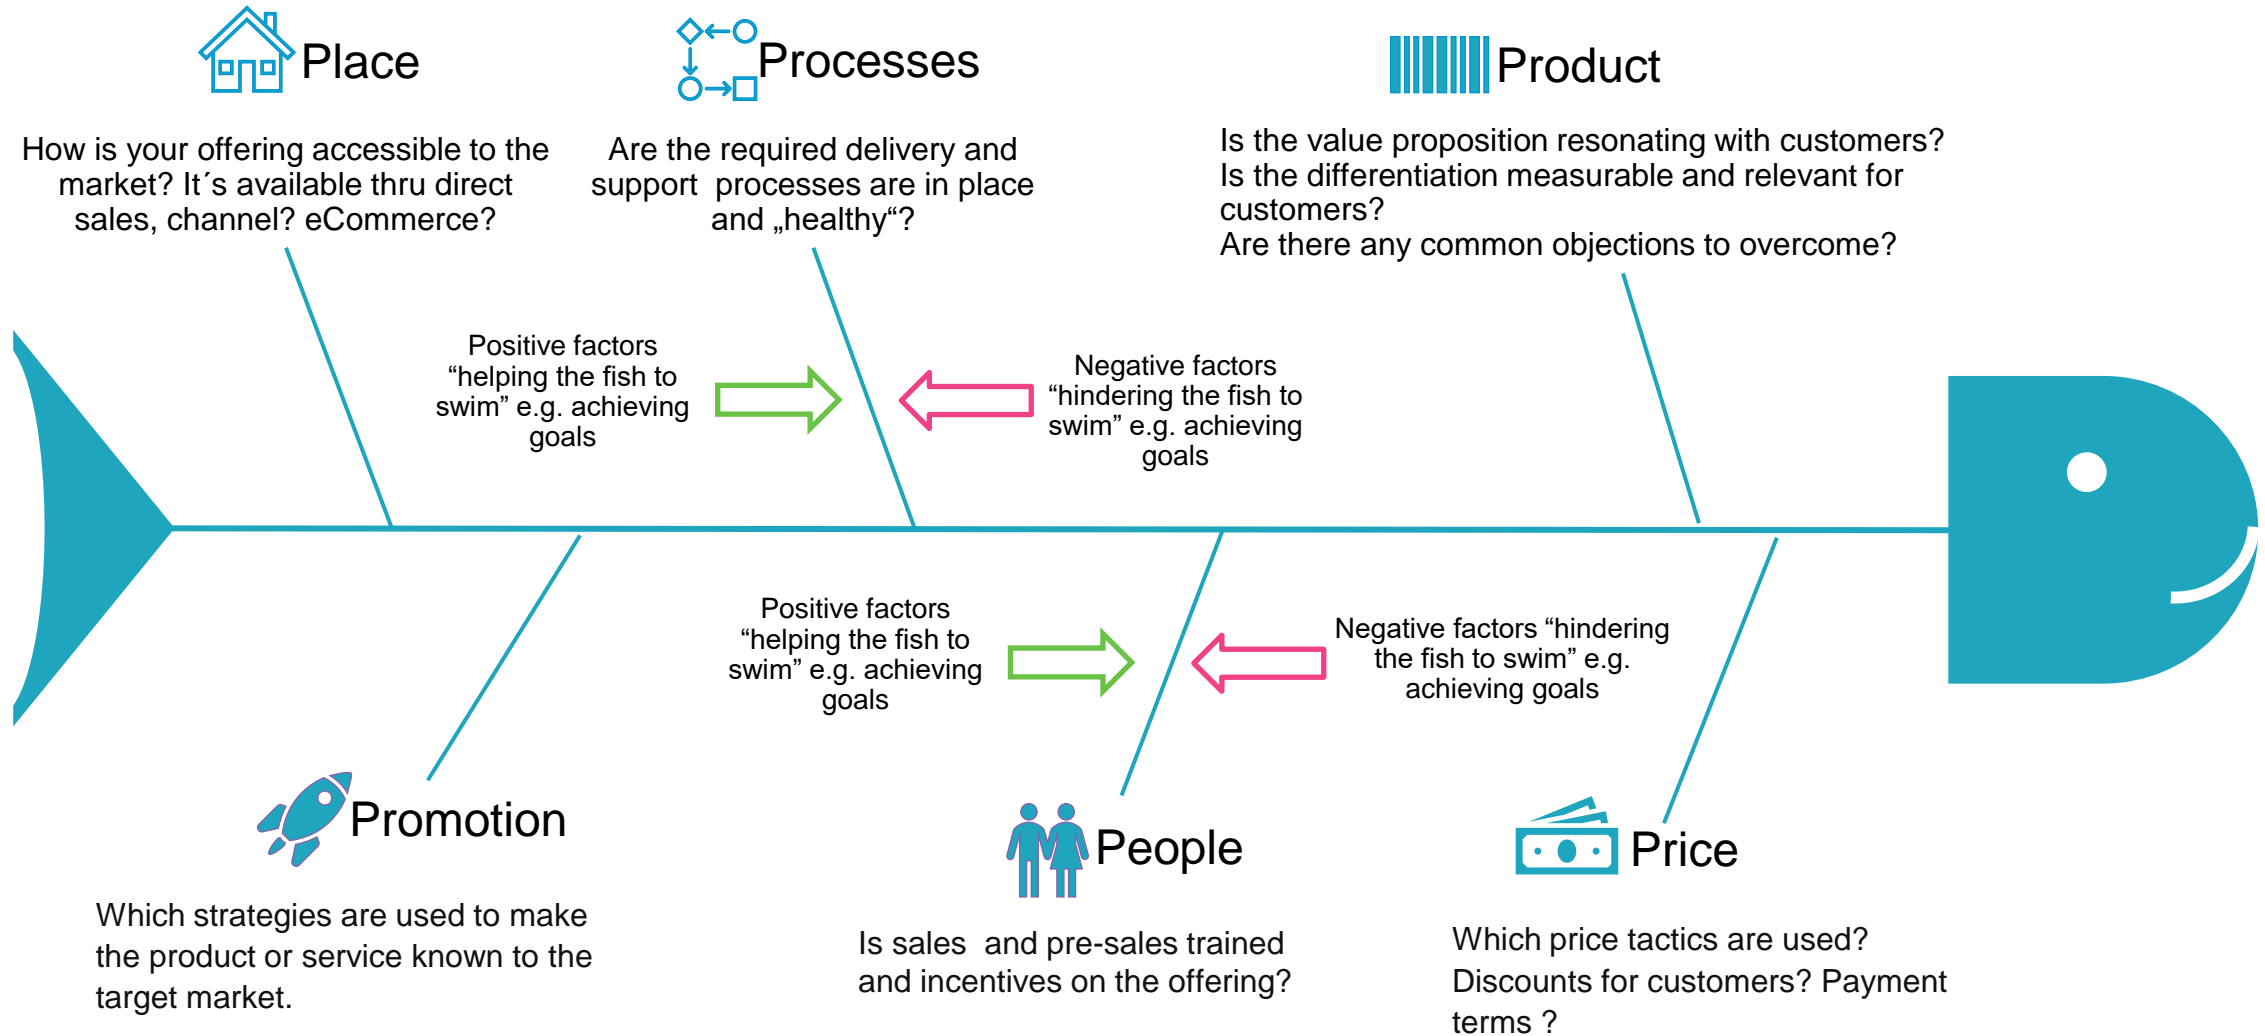 Place
How is your offering accessible to the
market? It´s available thru direct
sales, channel? eCommerce?
Processes
Are the required delivery and
support  processes are in place
and „healthy“?
Product
Is the value proposition resonating with customers?
Is the differentiation measurable and relevant for
customers?
Are there any common objections to overcome?
Positive factors
“helping the fish to
swim” e.g. achieving
goals
Negative factors
“hindering the fish to
swim” e.g. achieving
goals
Positive factors
“helping the fish to
swim” e.g. achieving
goals
Negative factors “hindering
the fish to swim” e.g.
achieving goals
Promotion
Which strategies are used to make
the product or service known to the
target market.
People
Is sales  and pre-sales trained
and incentives on the offering?
Price
Which price tactics are used?
Discounts for customers? Payment
terms ?